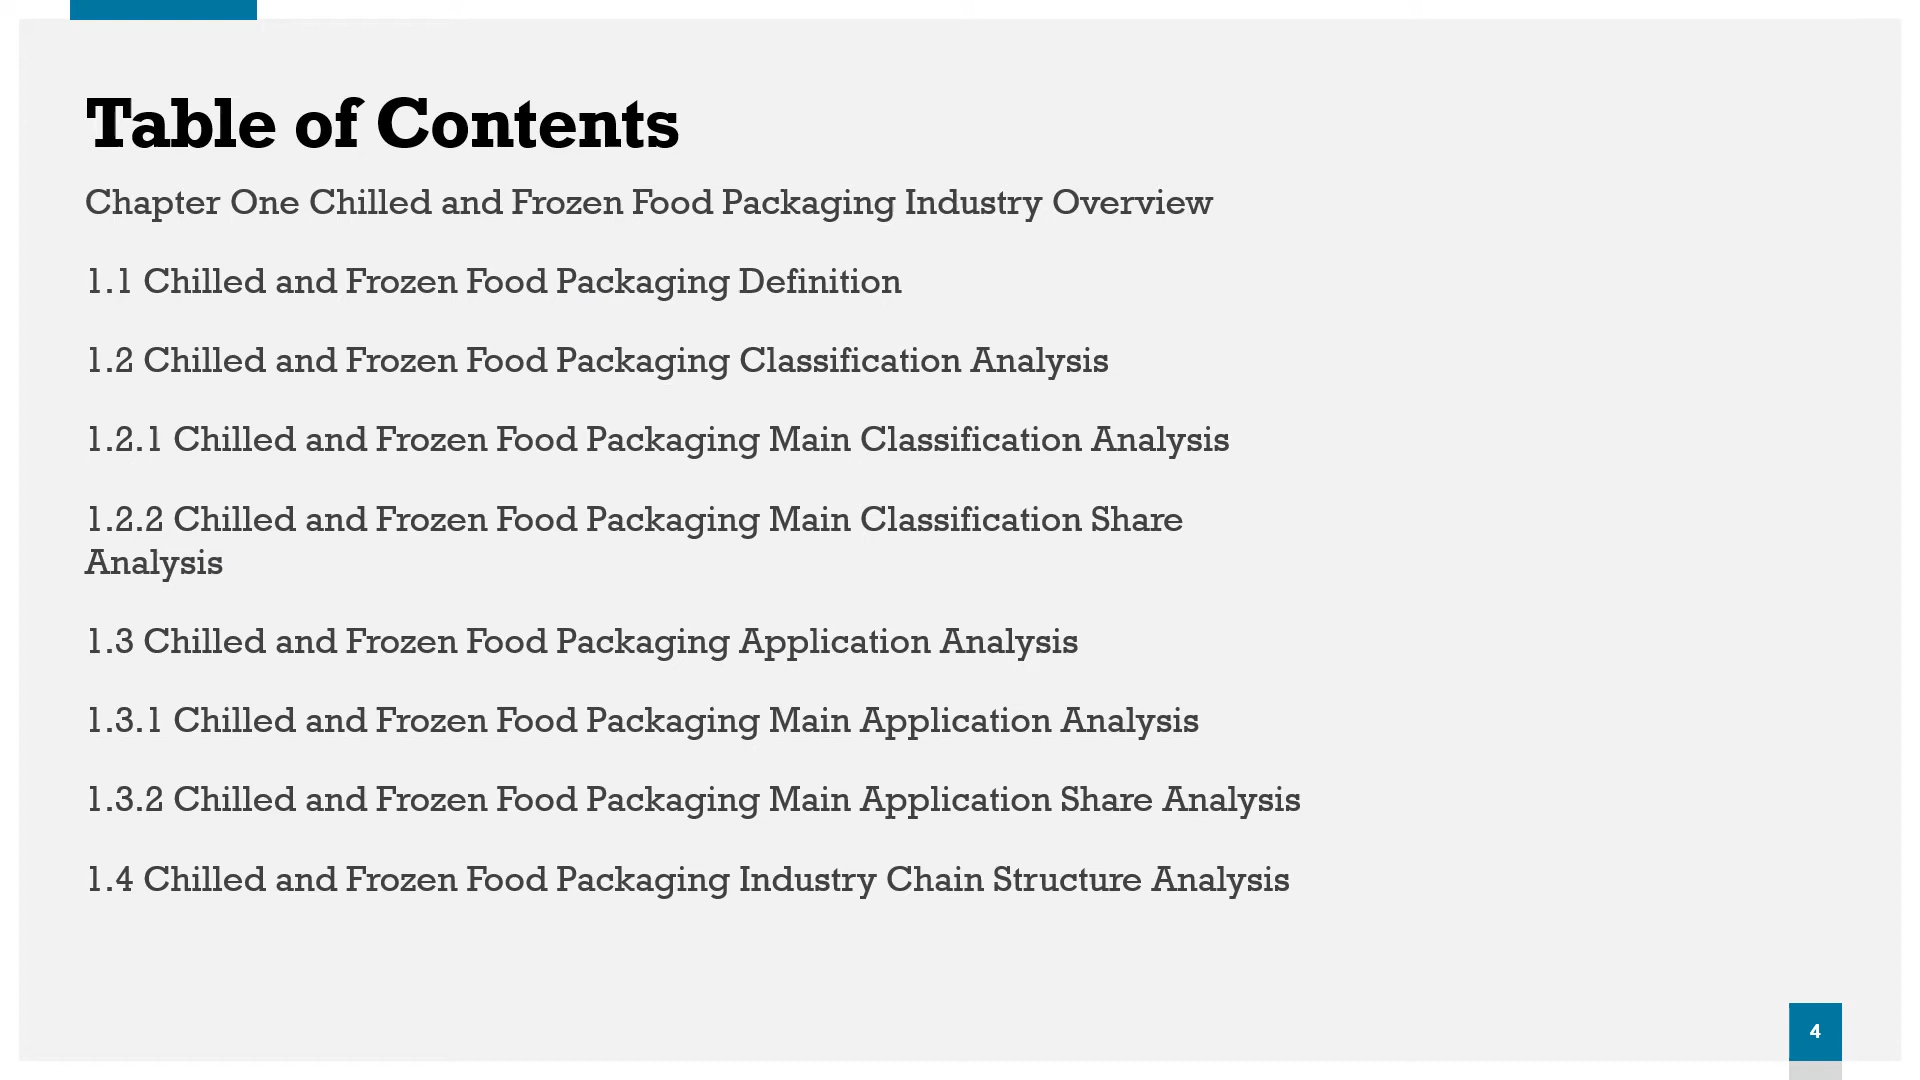 Table of Contents
Chapter One Chilled and Frozen Food Packaging Industry Overview
1.1 Chilled and Frozen Food Packaging Definition
1.2 Chilled and Frozen Food Packaging Classification Analysis
1.2.1 Chilled and Frozen Food Packaging Main Classification Analysis
1.2.2 Chilled and Frozen Food Packaging Main Classification Share
Analysis
1.3 Chilled and Frozen Food Packaging Application Analysis
1.3.1 Chilled and Frozen Food Packaging Main Application Analysis
1.3.2 Chilled and Frozen Food Packaging Main Application Share Analysis
1.4 Chilled and Frozen Food Packaging Industry Chain Structure Analysis
4